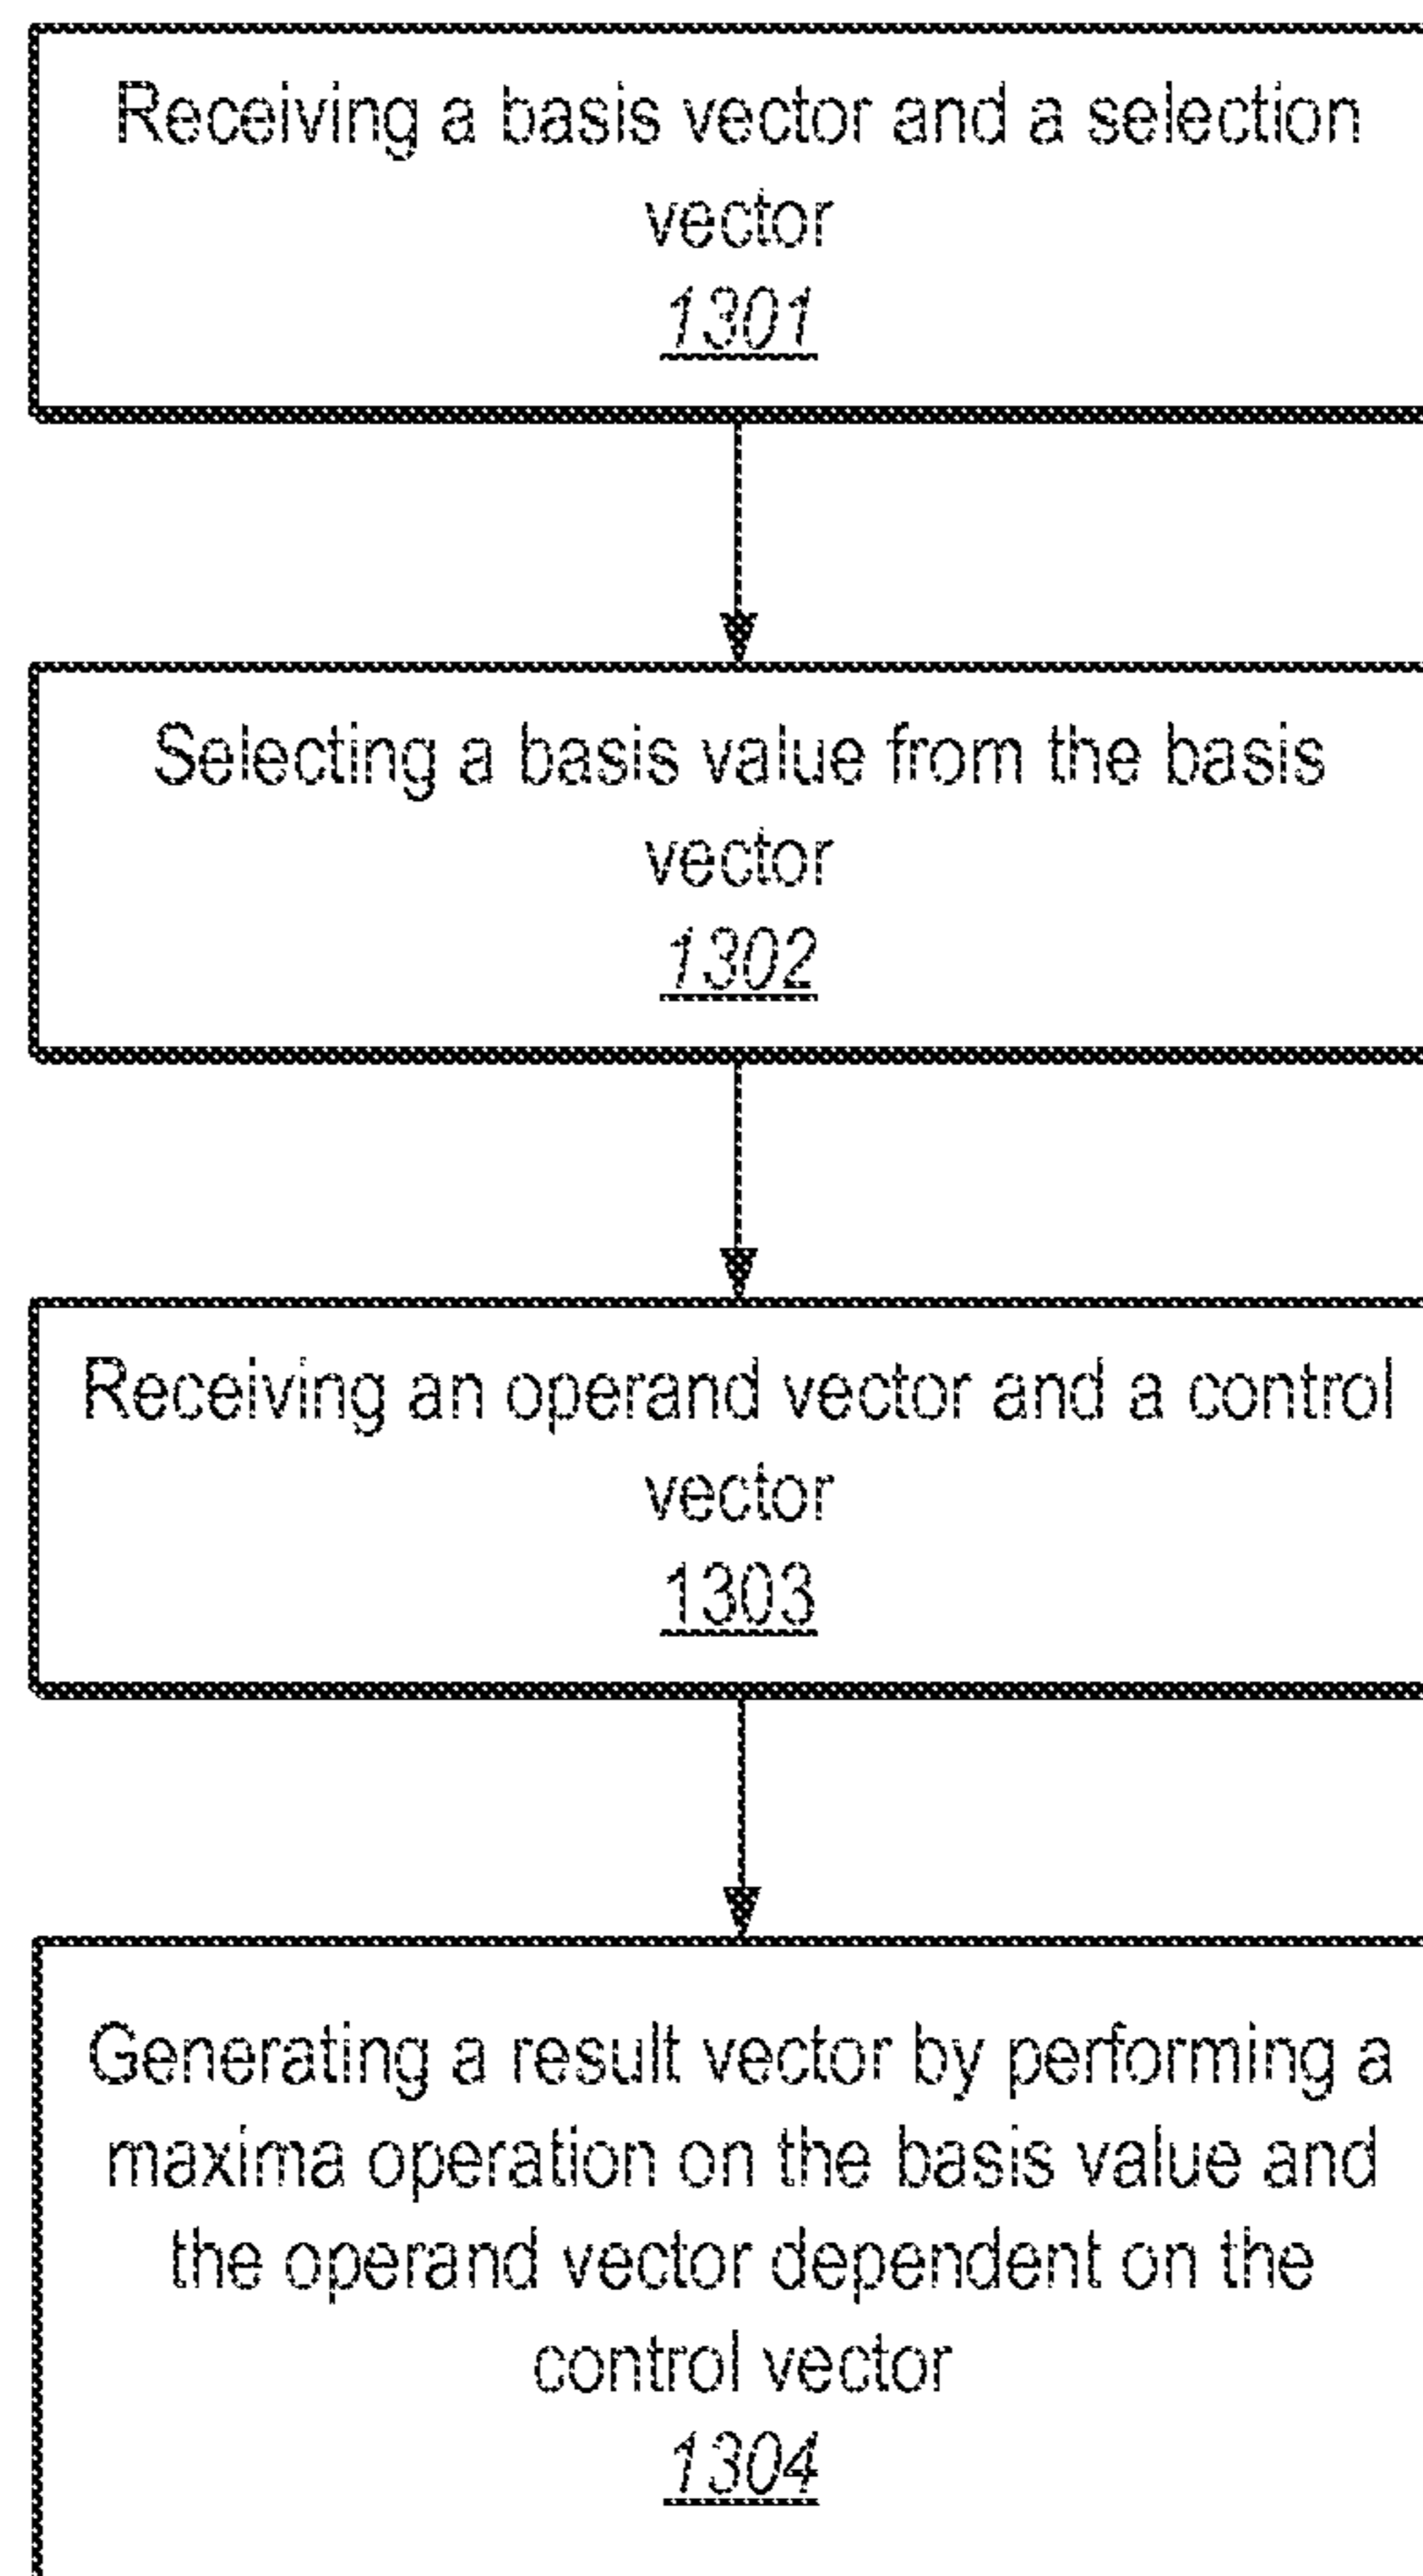 Receiving a basis vector and a selection
vector
1301
Selecting a basis value from the basis
vector
1302
Receiving an operand vector and a control
vector
1303
Generating a result vector by performing a
maxima operation on the basis value and
the operand vector dependent on the
control vector
1304